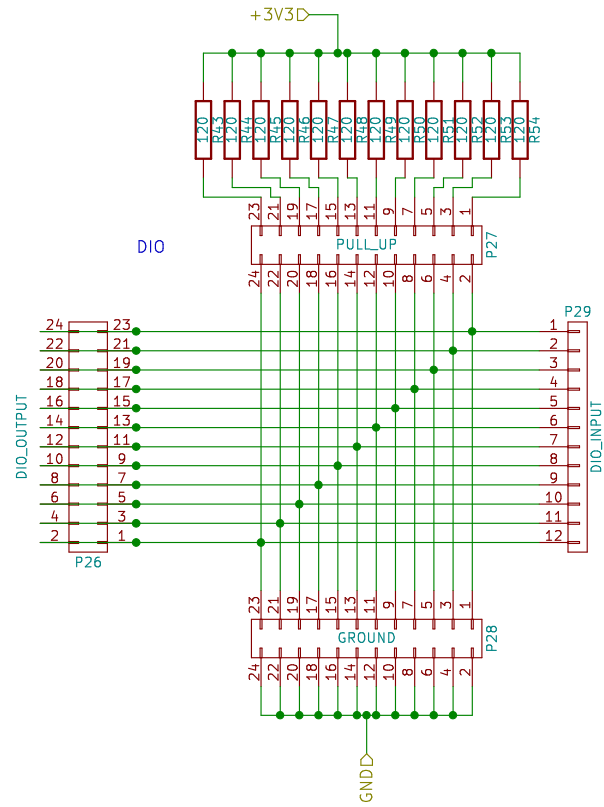 +3V3
120 120 120 120 120 120 120 120 120 120 120 120
R43 R44 R45 R46 R47 R48 R49 R50 R51 R52 R53 R54
23 21 19 17 15 13 11 9 7 5 3 1
DIO
PULL_UP
P27
24 22 20 18 16 14 12 10 8 6 4 2
P29
24 23 1
22 21 2
20 19 3
18 17 4
16 15 5
14 13 6
12 11 7
10 9 8
8 7 9
6 5 10
4 3 11
2 1 12
DIO_OUTPUT
DIO_INPUT
P26
23 21 19 17 15 13 11 9 7 5 3 1
GROUND
P28
24 22 20 18 16 14 12 10 8 6 4 2
GND